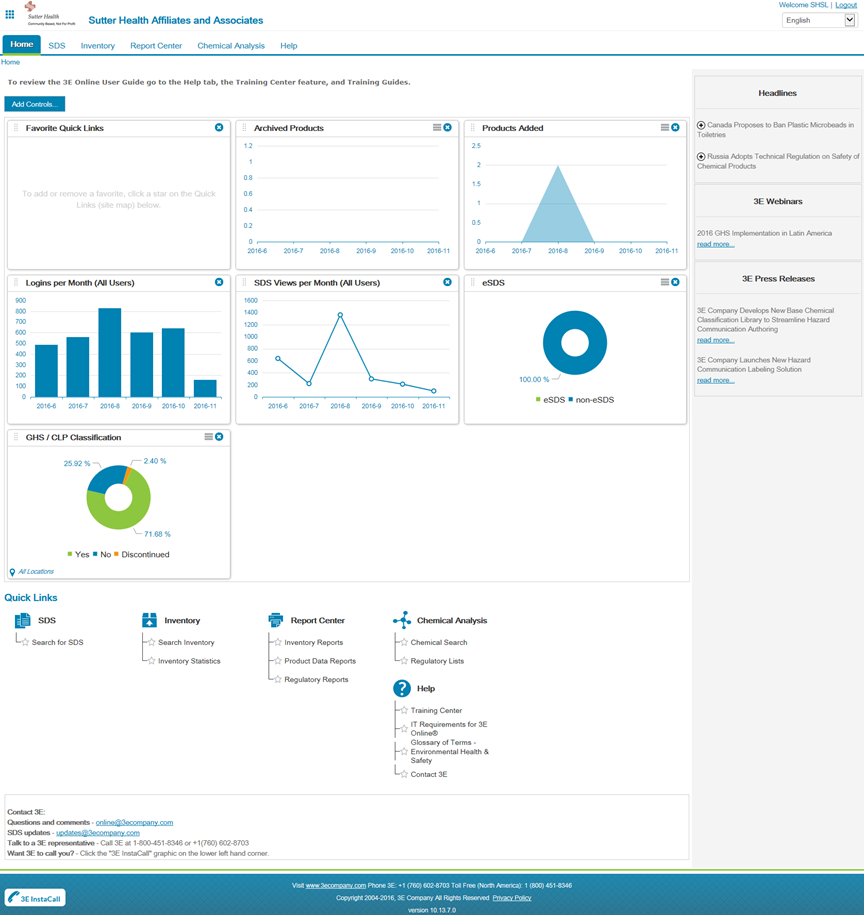 Welcome SHSL | Logout
Sutter Health
Community Based, Not For Profit
Sutter Health Affiliates and Associates
English
Home
SDS
Inventory
Report Center
Chemical Analysis
Help
Home
To review the 3E Online User Guide go to the Help tab, the Training Center feature, and Training Guides.
Add Controls...
Favorite Quick Links
To add or remove a favorite, click a star on the Quick
Links (site map) below.
Archived Products
1.2
1
0.8
0.6
0.4
0.2
0
2016-6 2016-7 2016-8 2016-9 2016-10 2016-11
Products Added
2.5
2
1.5
1
0.5
0
2016-6 2016-7 2016-8 2016-9 2016-10 2016-11
Logins per Month (All Users)
900
800
700
600
500
400
300
200
100
0
2016-6 2016-7 2016-8 2016-9 2016-10 2016-11
SDS Views per Month (All Users)
1600
1400
1200
1000
800
600
400
200
0
2016-6 2016-7 2016-8 2016-9 2016-10 2016-11
eSDS
100.00 %
eSDS non-eSDS
GHS / CLP Classification
25.92 %
2.40 %
71.68 %
Yes No Discontinued
All Locations
Headlines
Canada Proposes to Ban Plastic Microbeads in
Toiletries
Russia Adopts Technical Regulation on Safety of
Chemical Products
3E Webinars
2016 GHS Implementation in Latin America
read more...
3E Press Releases
3E Company Develops New Base Chemical
Classification Library to Streamline Hazard
Communication Authoring
read more...
3E Company Launches New Hazard
Communication Labeling Solution
read more...
Quick Links
SDS
Search for SDS
Inventory
Search Inventory
Inventory Statistics
Report Center
Inventory Reports
Product Data Reports
Regulatory Reports
Chemical Analysis
Chemical Search
Regulatory Lists
Help
Training Center
IT Requirements for 3E
Online®
Glossary of Terms -
Environmental Health &
Safety
Contact 3E
Contact 3E:
Questions and comments - online@3ecompany.com
SDS updates - updates@3ecompany.com
Talk to a 3E representative - Call 3E at 1-800-451-8346 or +1(760) 602-8703
Want 3E to call you? - Click the "3E InstaCall" graphic on the lower left hand corner.
3E InstaCall
Visit www.3ecompany.com Phone 3E: +1 (760) 602-8703 Toll Free (North America): 1 (800) 451-8346
Copyright 2004-2016, 3E Company All Rights Reserved Privacy Policy
version 10.13.7.0